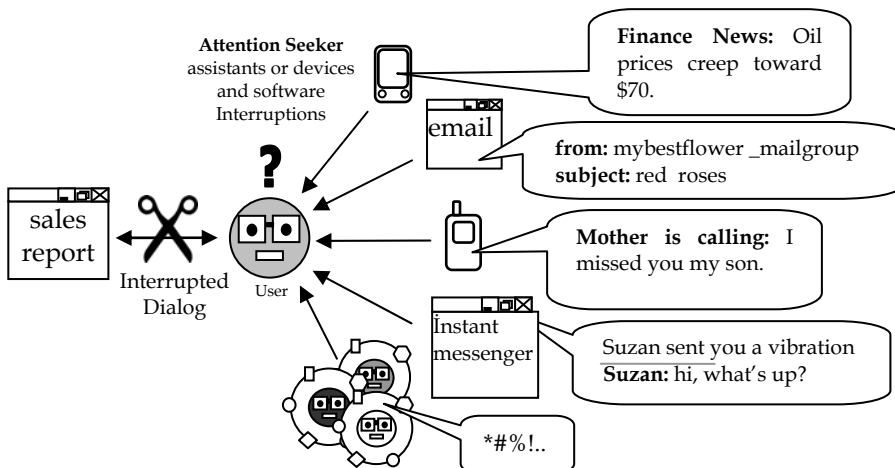 Attention Seeker
assistants or devices
and software
Interruptions
Finance News: Oil
prices creep toward
$70.
email
from: mybestflower _mailgroup
subject: red roses
?
sales
report
Interrupted
Dialog
User
Mother is calling: I
missed you my son.
İnstant
messenger
Suzan sent you a vibration
Suzan: hi, what's up?
*#%!..